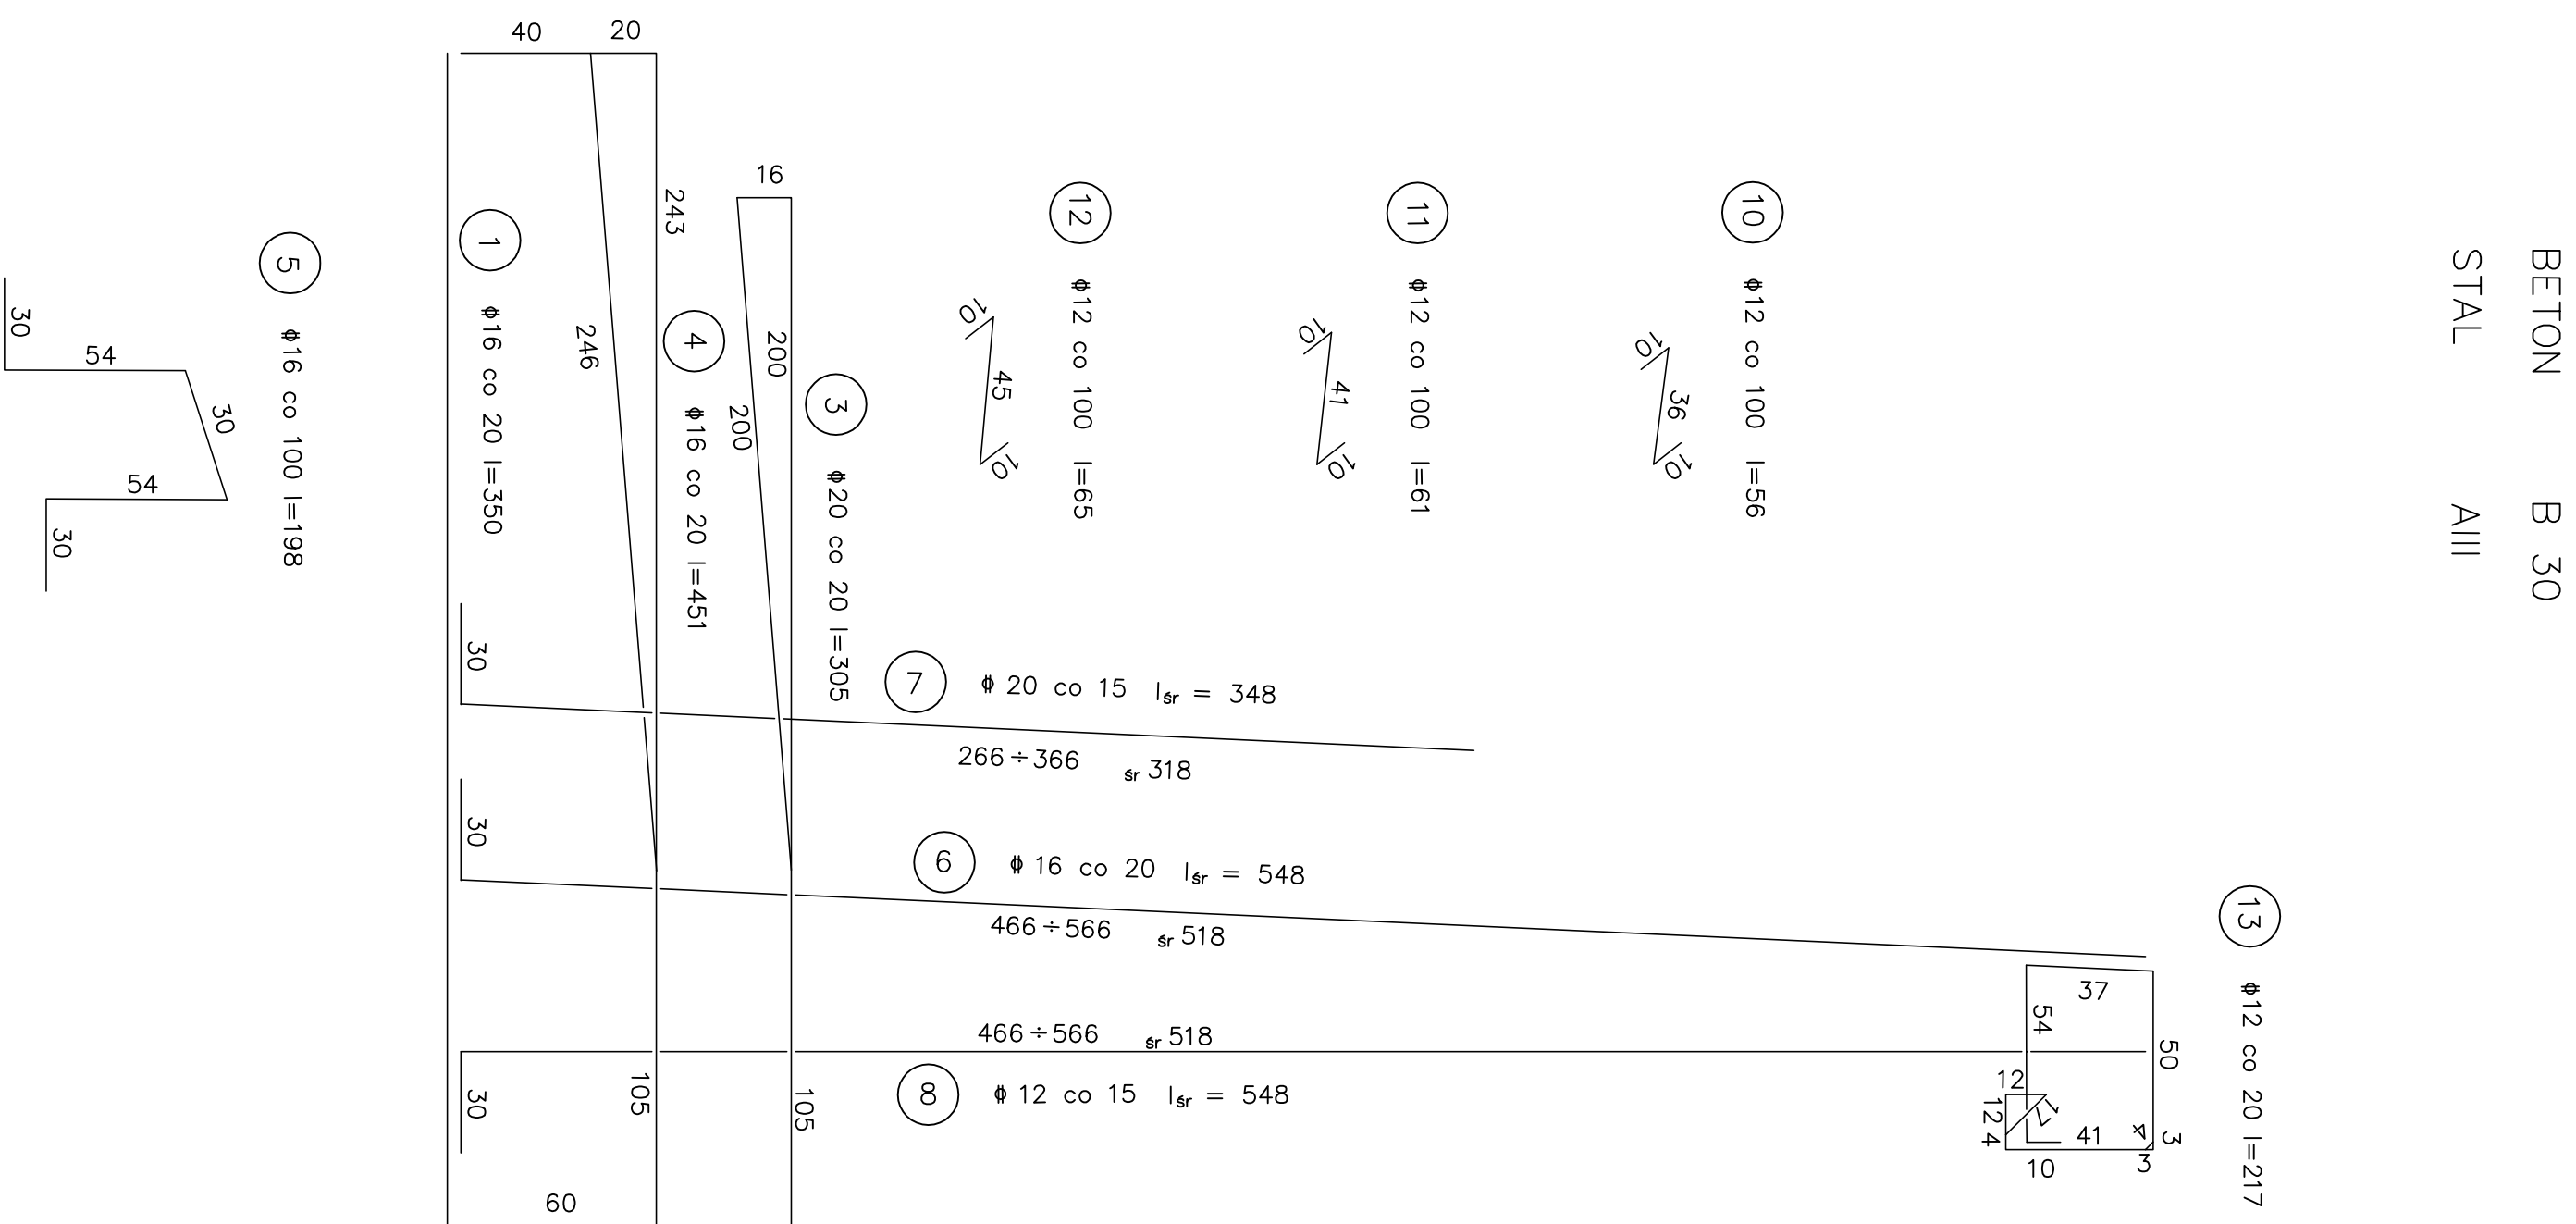 BETON B 30
STAL AIII
10 ϕ12 co 100 l=56
10 36 10
11 ϕ12 co 100 l=61
10 41 10
12 ϕ12 co 100 l=65
10 45 10
13 ϕ12 co 20 l=217
37
54
50
12
17
12
4
41
4
3
3
10
3 ϕ20 co 20 l=305
16
200
200
105
4 ϕ16 co 20 l=451
40 20
243
246
105
60
1 ϕ16 co 20 l=350
5 ϕ16 co 100 l=198
30
54
30
54
30
7 ϕ 20 co 15 lśr = 348
266÷366 śr 318
30
6 ϕ 16 co 20 lśr = 548
466÷566 śr 518
30
466÷566 śr 518
8 ϕ 12 co 15 lśr = 548
30